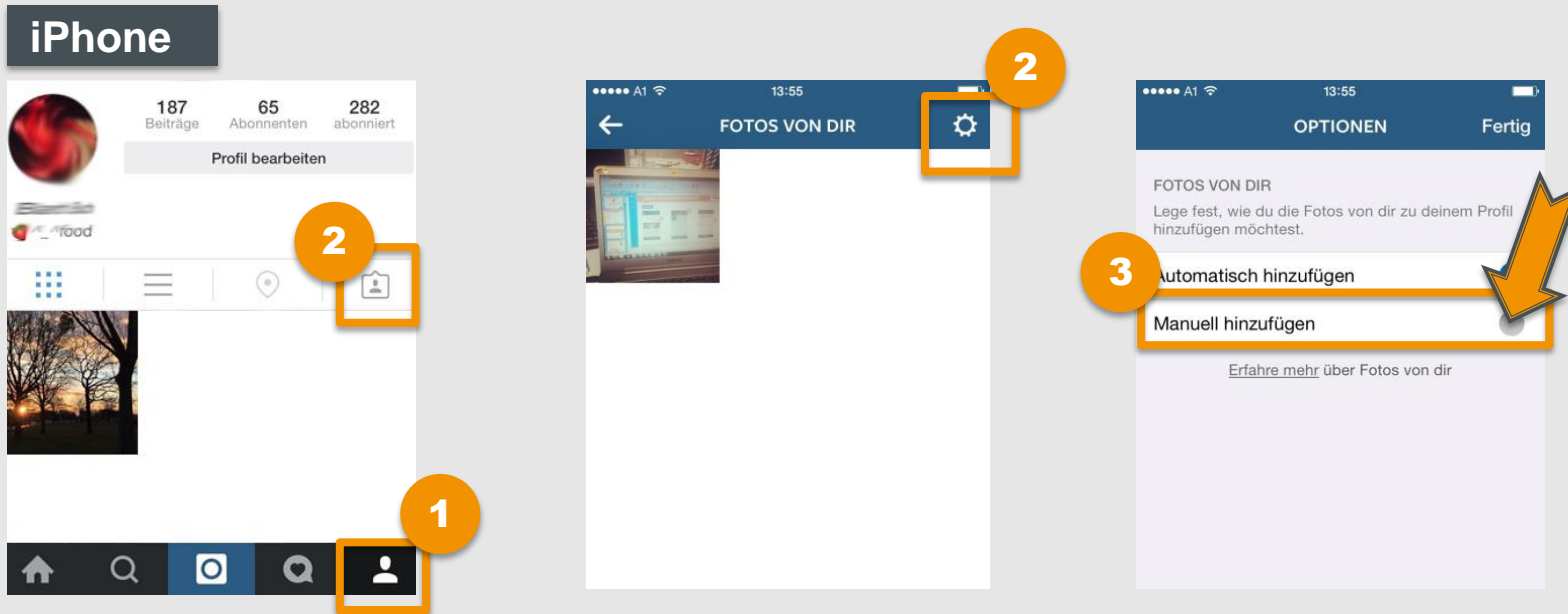 iPhone
187 65 282
Beiträge Abonnenten abonniert
Profil bearbeiten
food
2
1
2
A1 13:55
FOTOS VON DIR
A1 13:55
OPTIONEN Fertig
FOTOS VON DIR
Lege fest, wie du die Fotos von dir zu deinem Profil
hinzufügen möchtest.
3
Automatisch hinzufügen
Manuell hinzufügen
Erfahre mehr über Fotos von dir